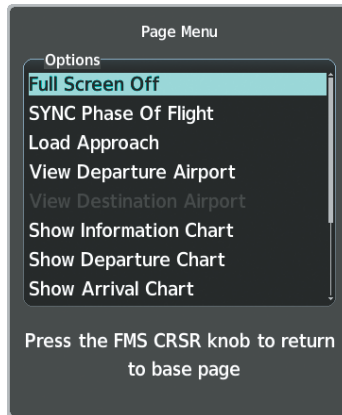 Page Menu
Options
Full Screen Off
SYNC Phase Of Flight
Load Approach
View Departure Airport
View Destination Airport
Show Information Chart
Show Departure Chart
Show Arrival Chart
Press the FMS CRSR knob to return
to base page